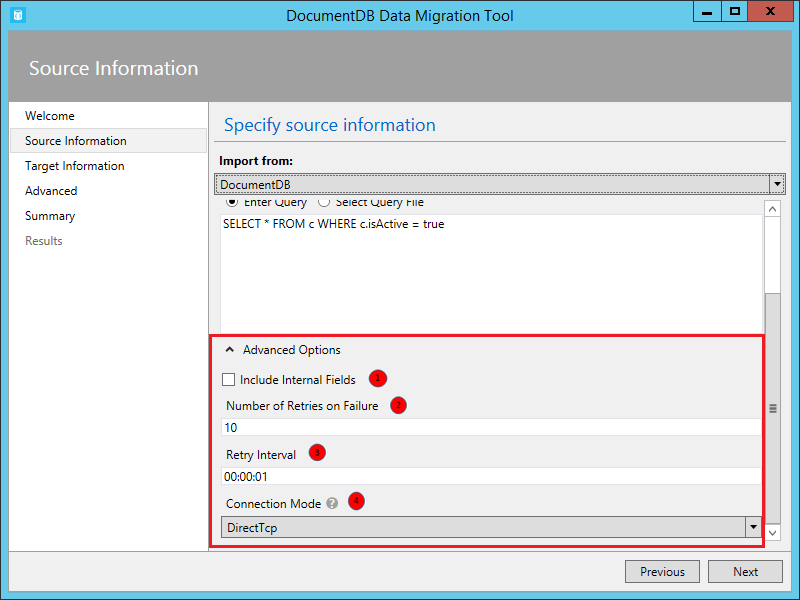 DocumentDB Data Migration Tool
Source Information
Welcome
Source Information
Target Information
Advanced
Summary
Results
Specify source information
Import from:
DocumentDB
Enter Query Select Query File
SELECT * FROM c WHERE c.isActive = true
Advanced Options
Include Internal Fields 1
Number of Retries on Failure 2
10
Retry Interval 3
00:00:01
Connection Mode ? 4
DirectTcp
Previous Next